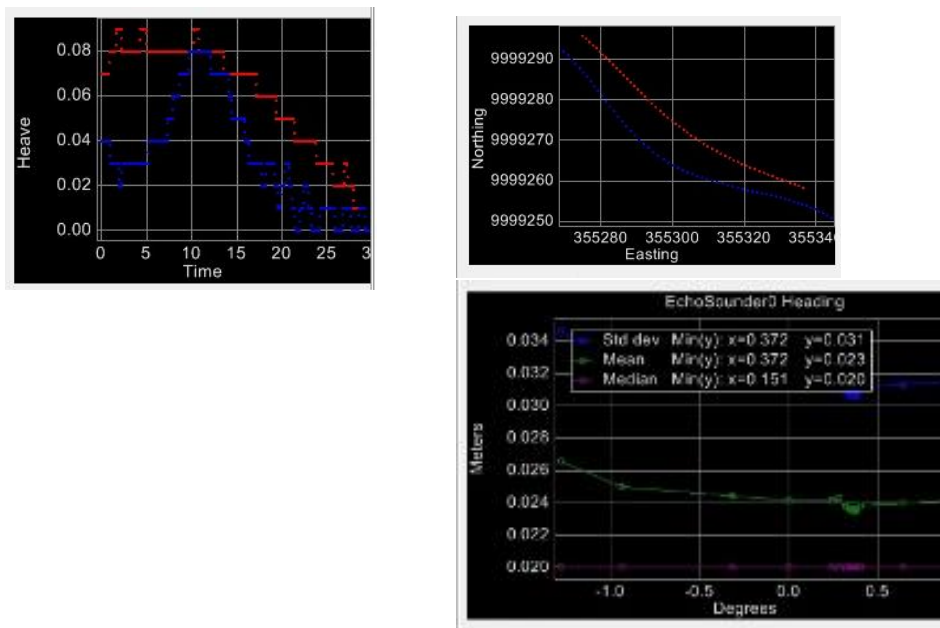 Heave
0.08
0.06
0.04
0.02
0.00
0 5 10 15 20 25 3
Time
Northing
9999290
9999280
9999270
9999260
9999250
355280 355300 355320 35534
Easting
EchoSounder0 Heading
Std dev Min(y): x=0.372 y=0.031
Mean Min(y): x=0.372 y=0.023
Median Min(y): x=0.151 y=0.020
Meters
0.034
0.032
0.030
0.028
0.026
0.024
0.022
0.020
-1.0 -0.5 0.0 0.5
Degrees